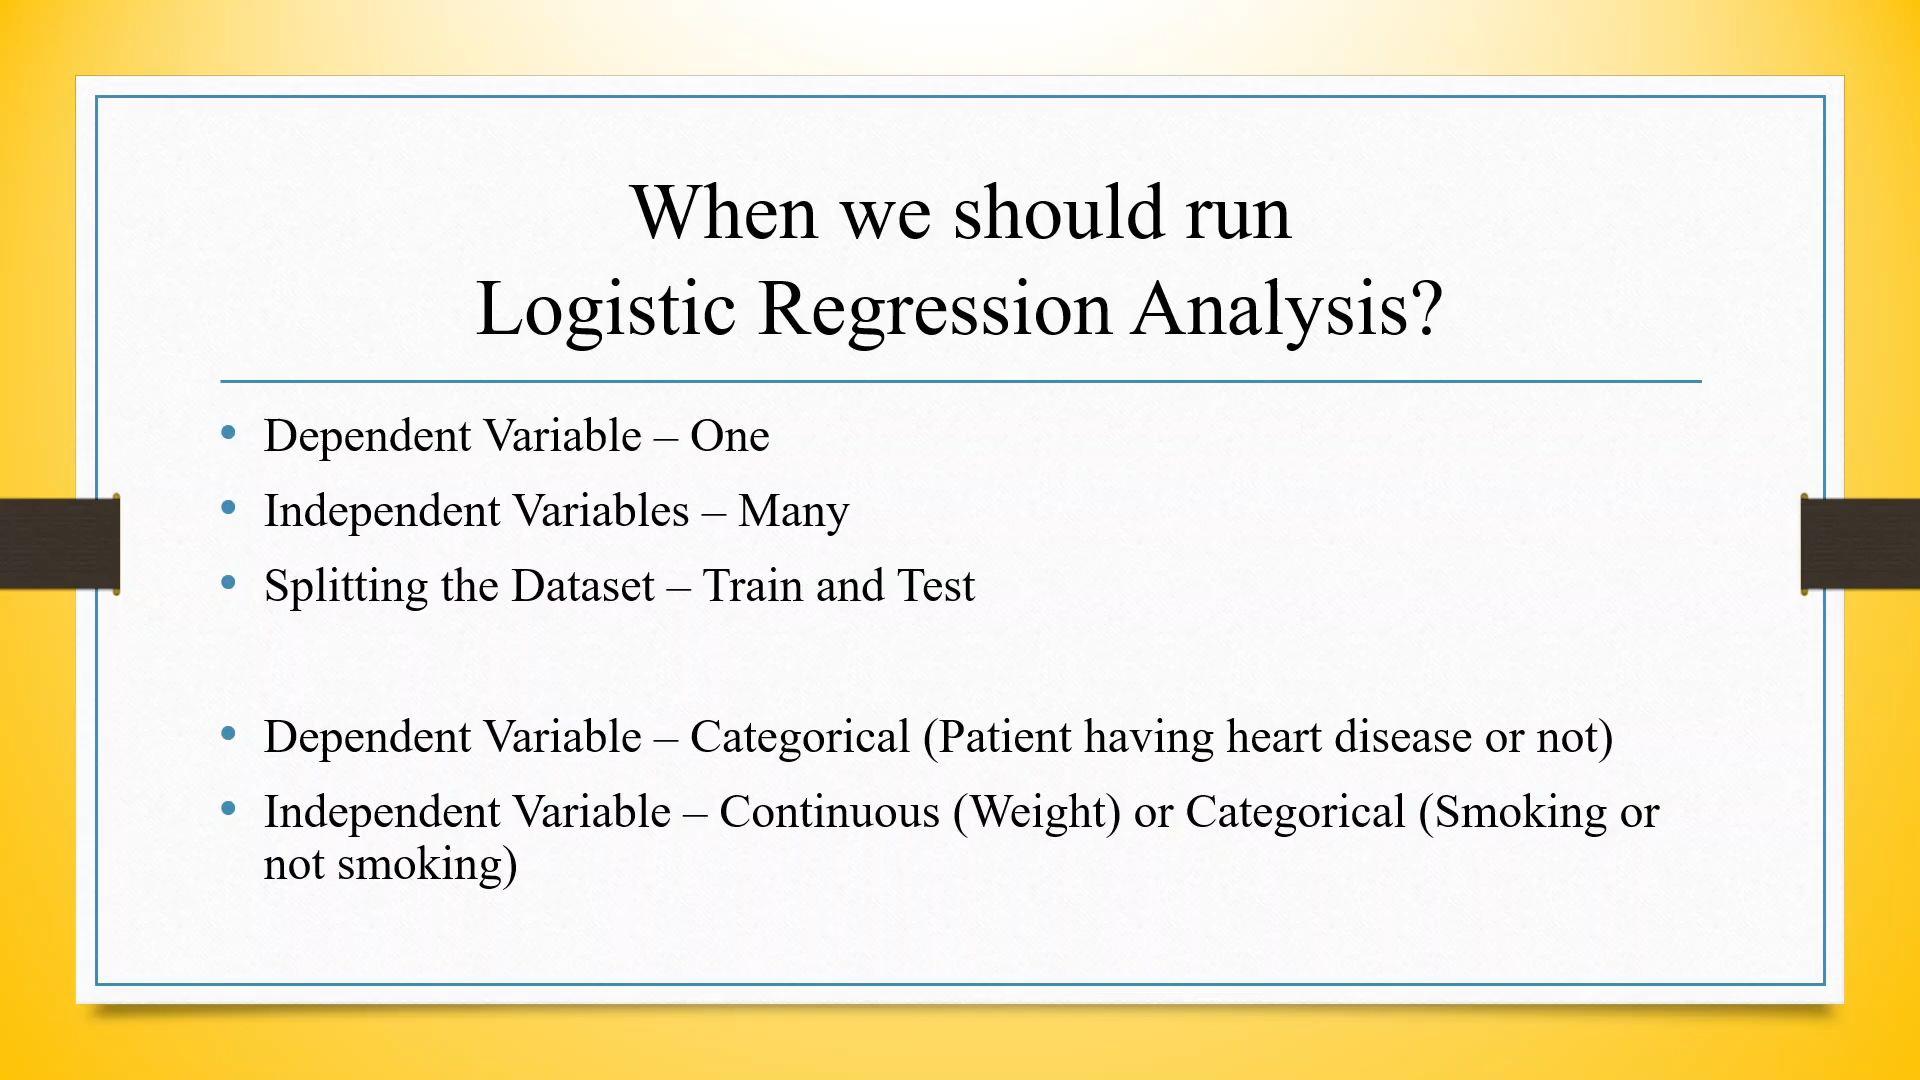 When we should run
Logistic Regression Analysis?
• Dependent Variable – One
• Independent Variables – Many
• Splitting the Dataset – Train and Test
• Dependent Variable – Categorical (Patient having heart disease or not)
• Independent Variable – Continuous (Weight) or Categorical (Smoking or
not smoking)